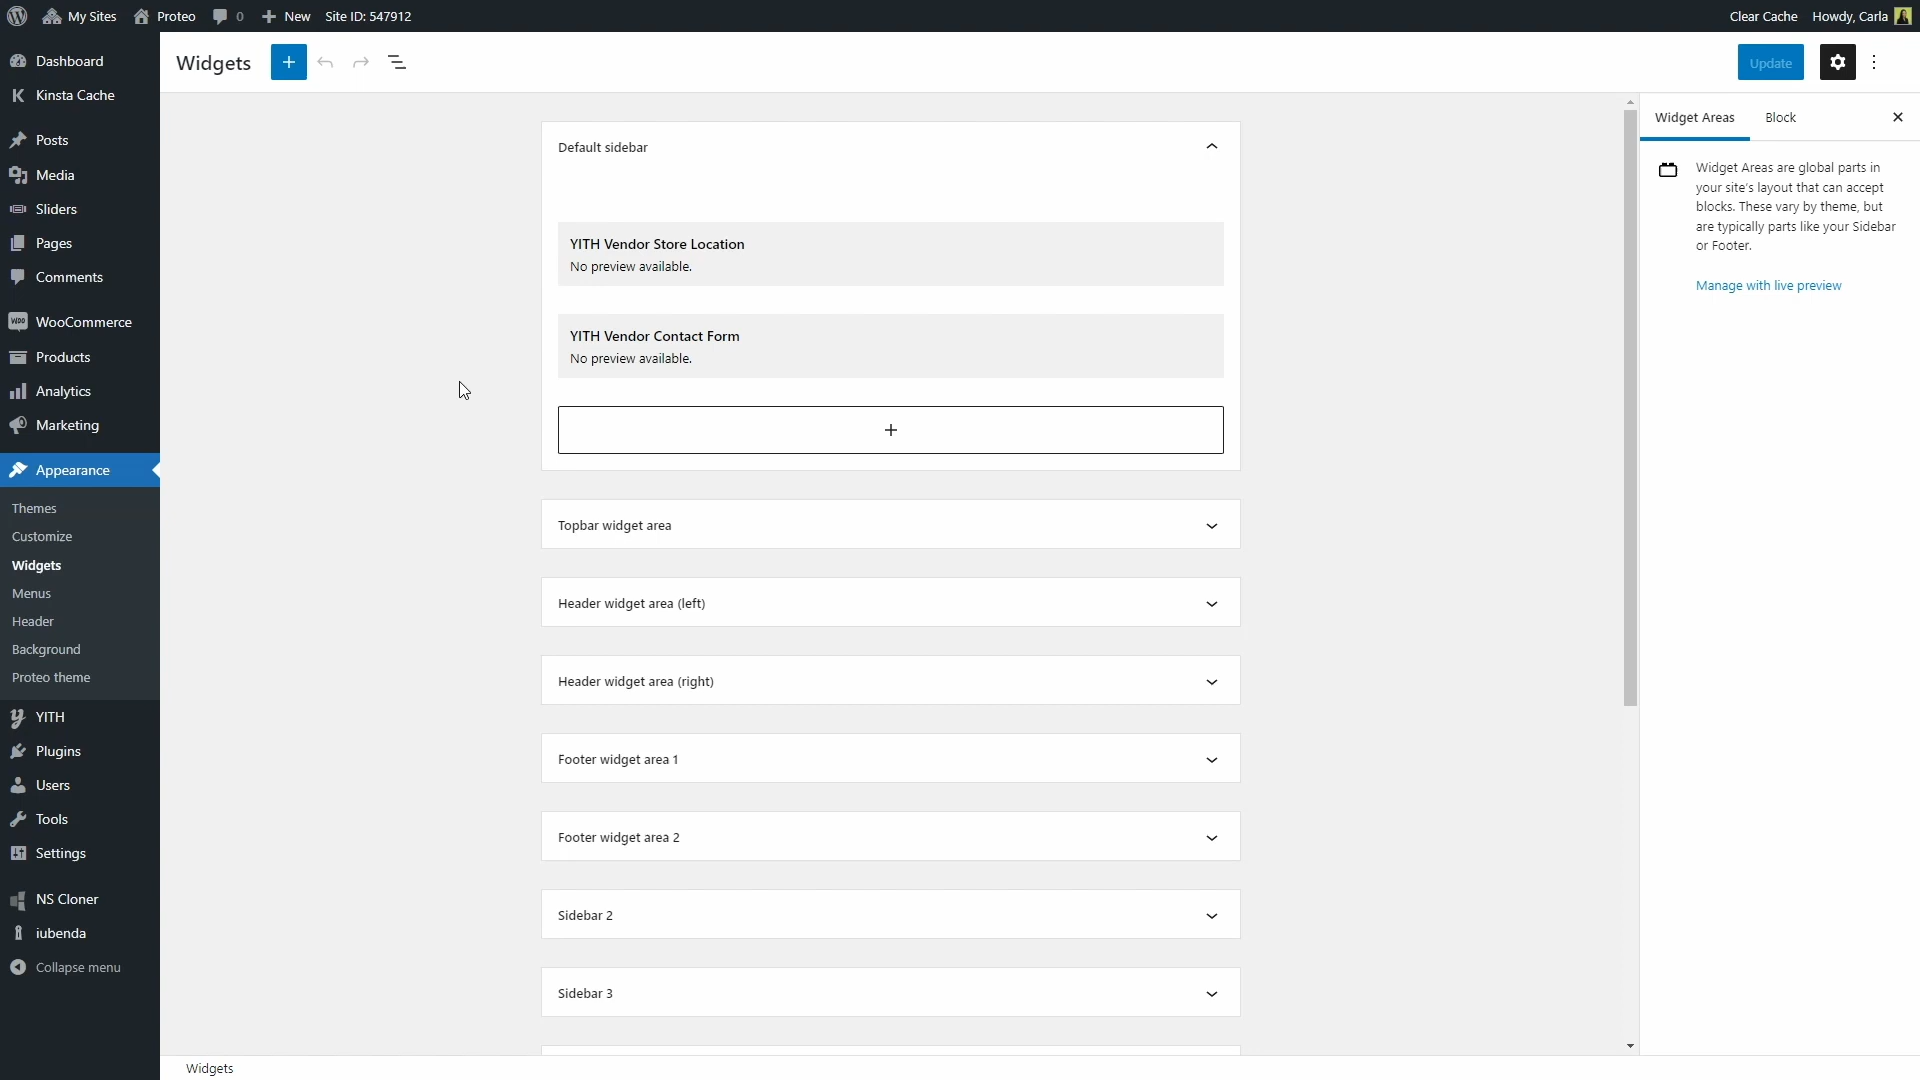 My Sites
Proteo
0
New
Site ID: 547912
Clear Cache
Howdy, Carla
Dashboard
Kinsta Cache
Posts
Media
Sliders
Pages
Comments
WooCommerce
Products
Analytics
Marketing
Appearance
Themes
Customize
Widgets
Menus
Header
Background
Proteo theme
YITH
Plugins
Users
Tools
Settings
NS Cloner
iubenda
Collapse menu
Widgets
Update
Default sidebar
YITH Vendor Store Location
No preview available.
YITH Vendor Contact Form
No preview available.
Topbar widget area
Header widget area (left)
Header widget area (right)
Footer widget area 1
Footer widget area 2
Sidebar 2
Sidebar 3
Widget Areas
Block
Widget Areas are global parts in
your site's layout that can accept
blocks. These vary by theme, but
are typically parts like your Sidebar
or Footer.
Manage with live preview
Widgets